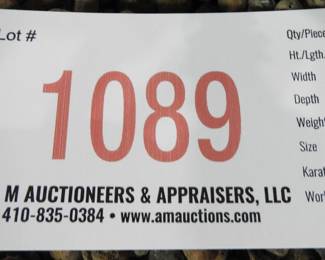 Lot #
1089
M AUCTIONEERS & APPRAISERS, LLC
410-835-0384 • www.amauctions.com
Qty/Piece
Ht./Lgth.
Width
Depth
Weight
Size
Karat
Wor